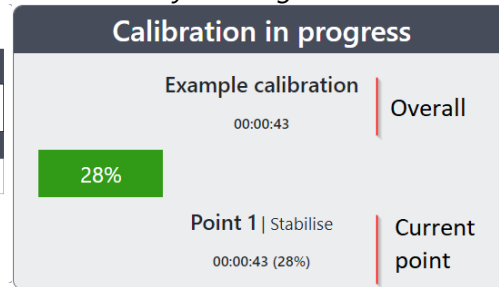 Calibration in progress
Example calibration
00:00:43
Overall
28%
Point 1 | Stabilise
00:00:43 (28%)
Current
point